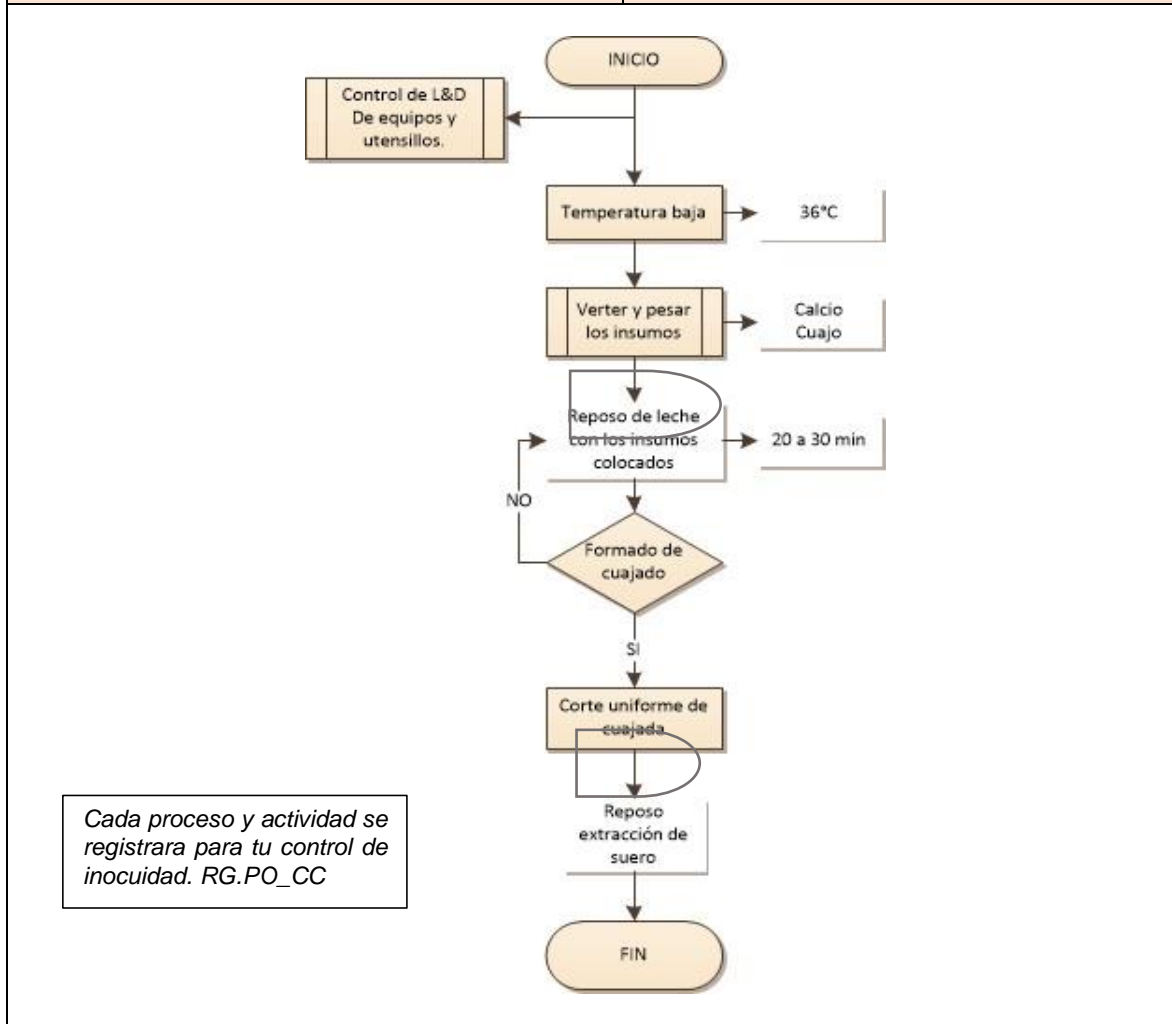 INICIO
Control de L&D
De equipos y
utensillos.
Temperatura baja
36°C
Verter y pesar
los insumos
Calcio
Cuajo
Reposo de leche
con los insumos
colocados
20 a 30 min
NO
Formado de
cuajado
SI
Corte uniforme de
cuajada
Reposo
extracción de
suero
Cada proceso y actividad se
registrara para tu control de
inocuidad. RG.PO_CC
FIN